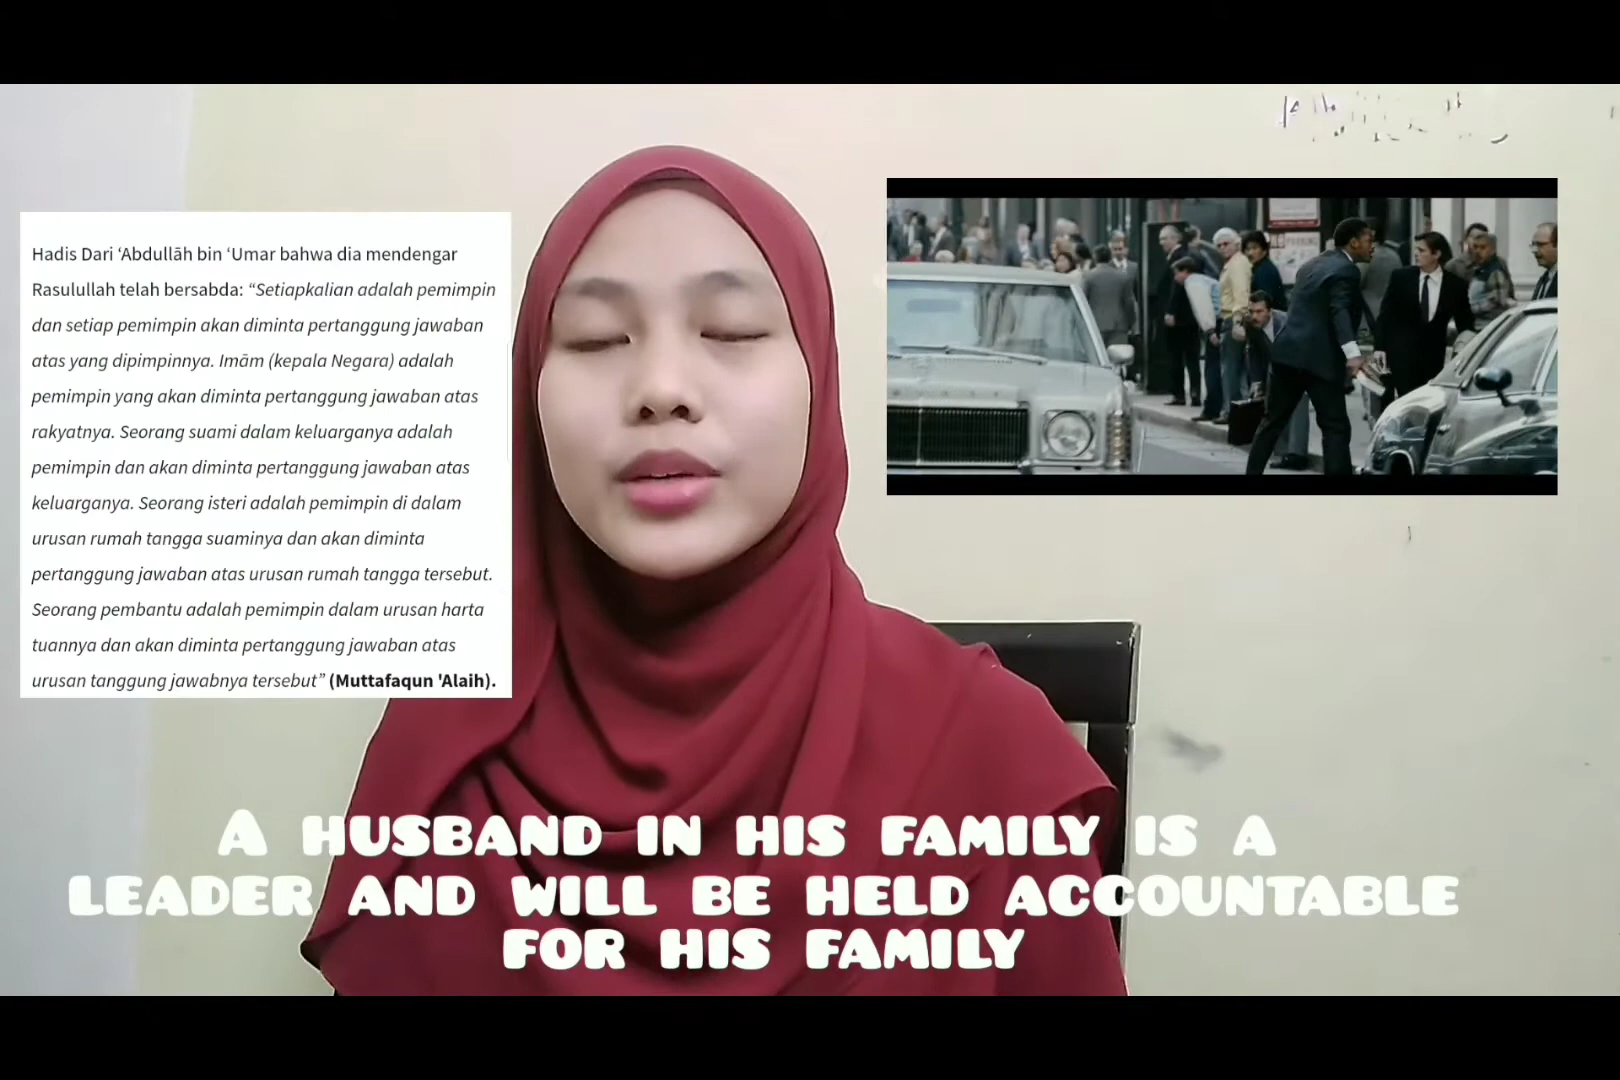 Hadis Dari ‘Abdullāh bin ‘Umar bahwa dia mendengar
Rasulullah telah bersabda: “Setiapkalian adalah pemimpin
dan setiap pemimpin akan diminta pertanggung jawaban
atas yang dipimpinnya. Imām (kepala Negara) adalah
pemimpin yang akan diminta pertanggung jawaban atas
rakyatnya. Seorang suami dalam keluarganya adalah
pemimpin dan akan diminta pertanggung jawaban atas
keluarganya. Seorang isteri adalah pemimpin di dalam
urusan rumah tangga suaminya dan akan diminta
pertanggung jawaban atas urusan rumah tangga tersebut.
Seorang pembantu adalah pemimpin dalam urusan harta
tuannya dan akan diminta pertanggung jawaban atas
urusan tanggung jawabnya tersebut” (Muttafaqun 'Alaih).
A HUSBAND IN HIS FAMILY IS A
LEADER AND WILL BE HELD ACCOUNTABLE
FOR HIS FAMILY